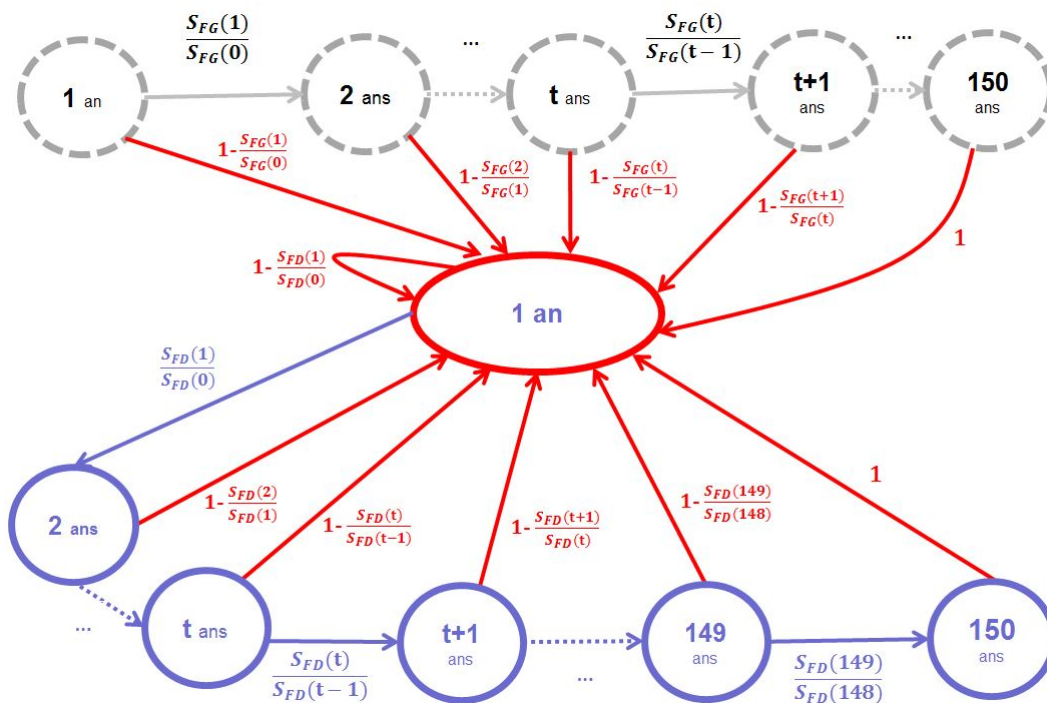 S_FG(1)/S_FG(0)
...
S_FG(t)/S_FG(t−1)
...
1 an
2 ans
t ans
t+1 ans
150 ans
1-S_FG(1)/S_FG(0)
1-S_FG(2)/S_FG(1)
1-S_FG(t)/S_FG(t−1)
1-S_FG(t+1)/S_FG(t)
1
1-S_FD(1)/S_FD(0)
1 an
S_FD(1)/S_FD(0)
2 ans
1-S_FD(2)/S_FD(1)
1-S_FD(t)/S_FD(t−1)
1-S_FD(t+1)/S_FD(t)
1-S_FD(149)/S_FD(148)
1
...
t ans
t+1 ans
149 ans
150 ans
S_FD(t)/S_FD(t−1)
...
S_FD(149)/S_FD(148)